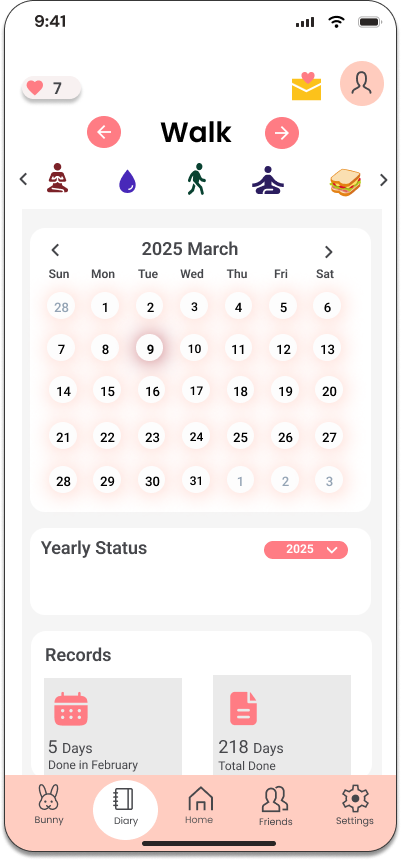 9:41
7
Walk
2025 March
Sun Mon Tue Wed Thu Fri Sat
28 1 2 3 4 5 6
7 8 9 10 11 12 13
14 15 16 17 18 19 20
21 22 23 24 25 26 27
28 29 30 31 1 2 3
Yearly Status 2025
Records
5 Days 218 Days
Done in February Total Done
Bunny Diary Home Friends Settings